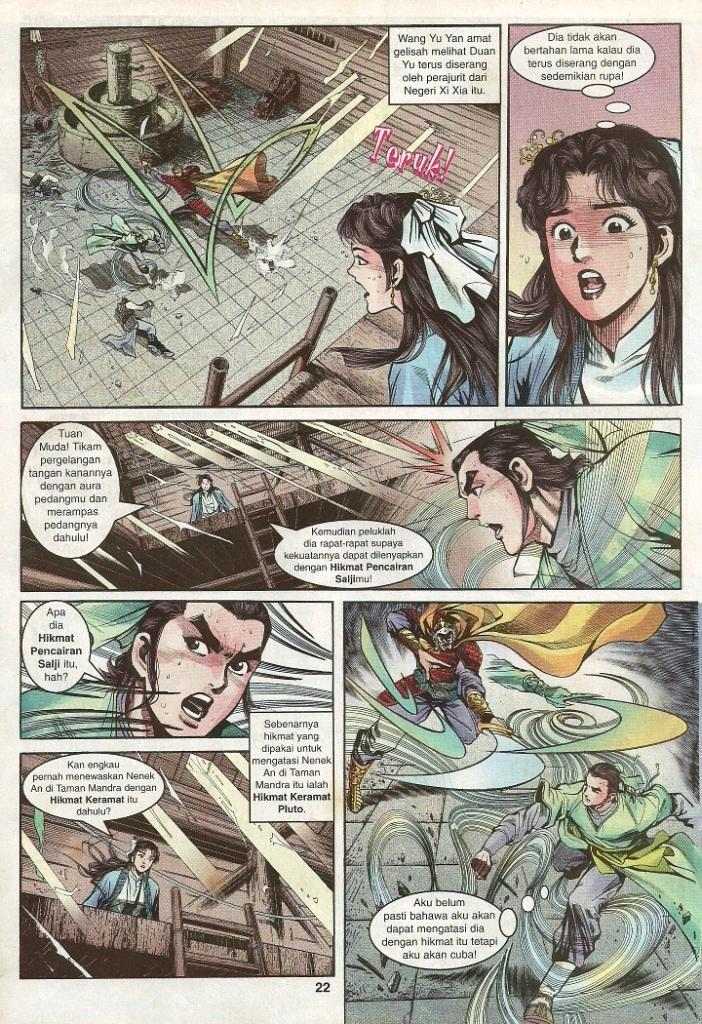 Wang Yu Yan amat
gelisah melihat Duan
Yu terus diserang
oleh perajurit dari
Negeri Xi Xia itu.
Teruk!
Dia tidak akan
bertahan lama kalau dia
terus diserang dengan
sedemikian rupa!
Tuan
Muda! Tikam
pergelangan
tangan kanannya
dengan aura
pedangmu dan
merampas
pedangnya
dahulu!
Kemudian peluklah
dia rapat-rapat supaya
kekuatannya dapat dilenyapkan
dengan Hikmat Pencairan
Saljimu!
Apa
dia
Hikmat
Pencairan
Salji itu,
hah?
Sebenarnya
hikmat yang
dipakai untuk
mengatasi Nenek
An di Taman
Mandra itu ialah
Hikmat Keramat
Pluto.
Kan engkau
pernah menewaskan Nenek
An di Taman Mandra dengan
Hikmat Keramat itu
dahulu?
Aku belum
pasti bahawa aku akan
dapat mengatasi dia
dengan hikmat itu tetapi
aku akan cuba!
22